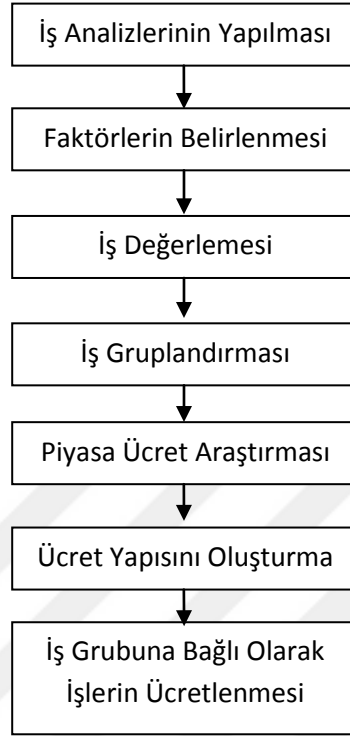 İş Analizlerinin Yapılması
Faktörlerin Belirlenmesi
İş Değerlemesi
İş Gruplandırması
Piyasa Ücret Araştırması
Ücret Yapısını Oluşturma
İş Grubuna Bağlı Olarak
İşlerin Ücretlenmesi